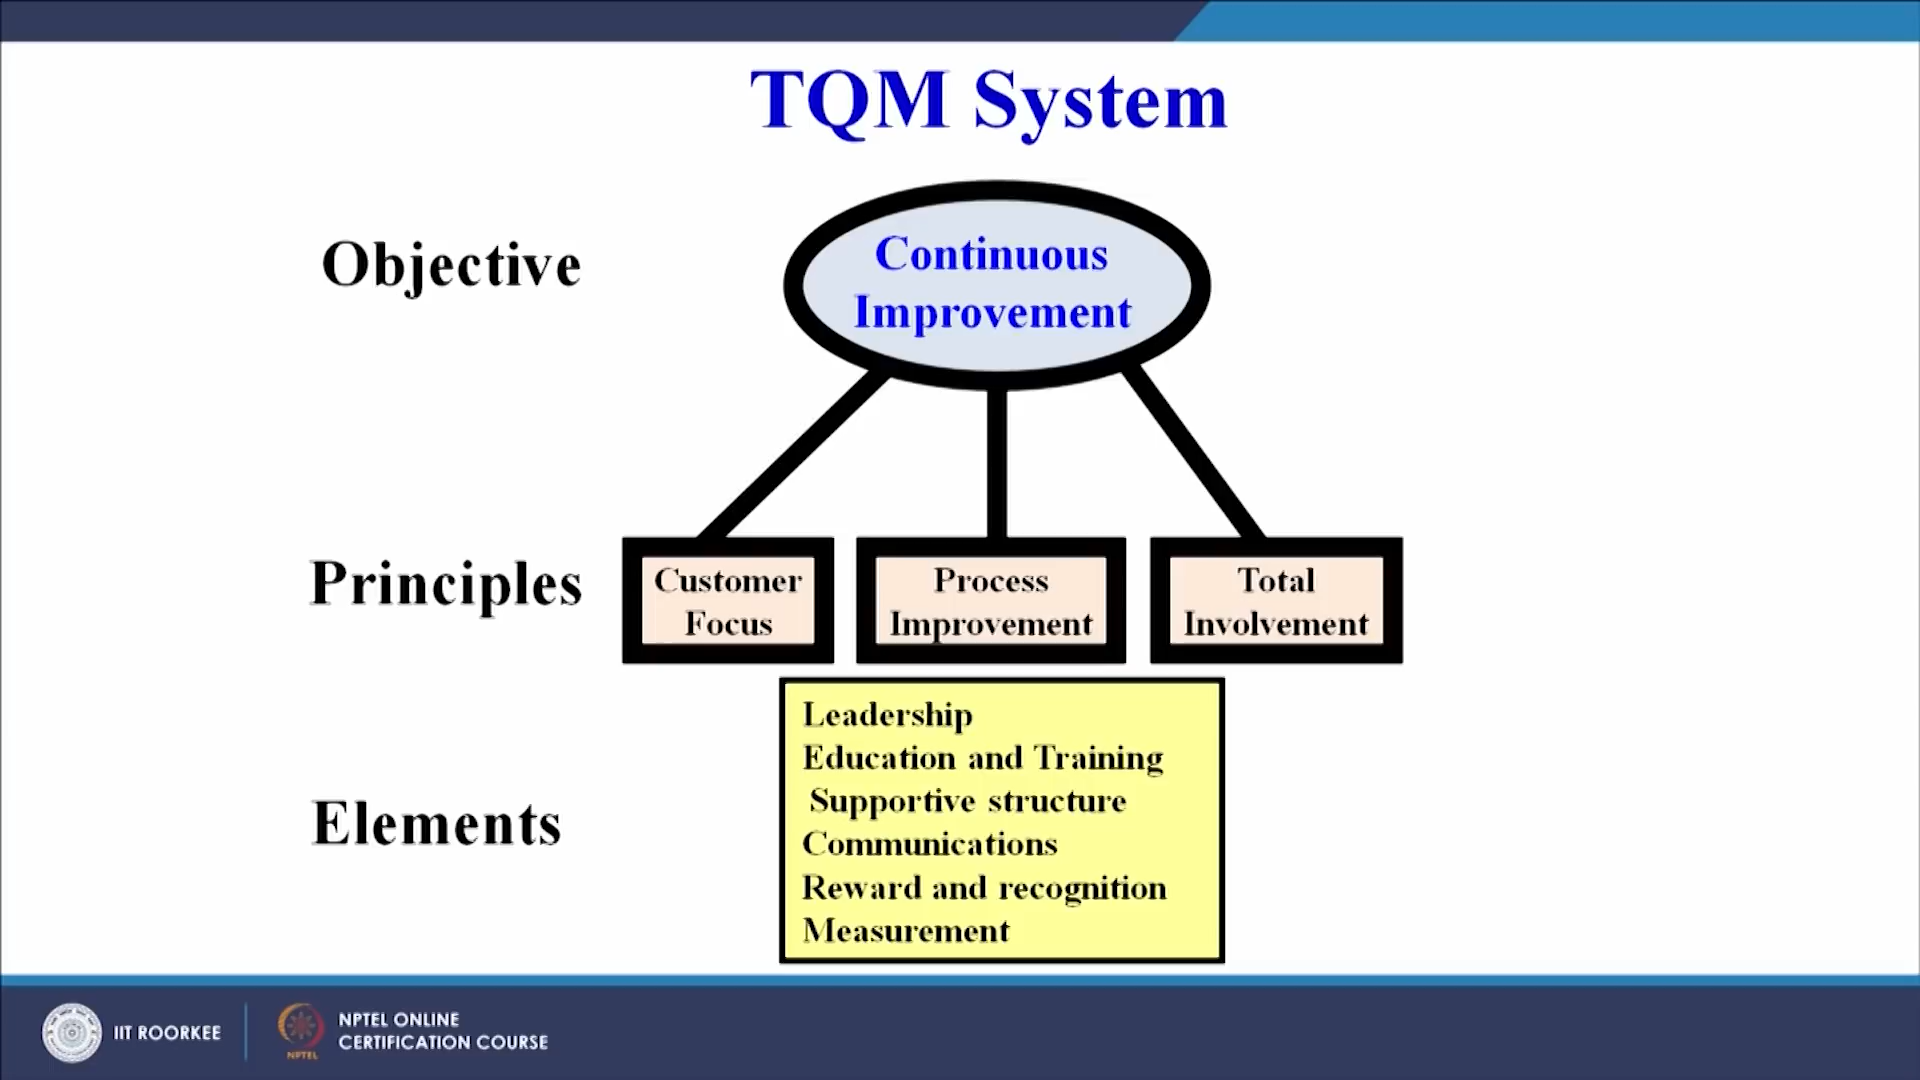 TQM System
Objective
Continuous
Improvement
Principles
Customer
Focus
Process
Improvement
Total
Involvement
Elements
Leadership
Education and Training
Supportive structure
Communications
Reward and recognition
Measurement
IIT ROORKEE
NPTEL
NPTEL ONLINE
CERTIFICATION COURSE